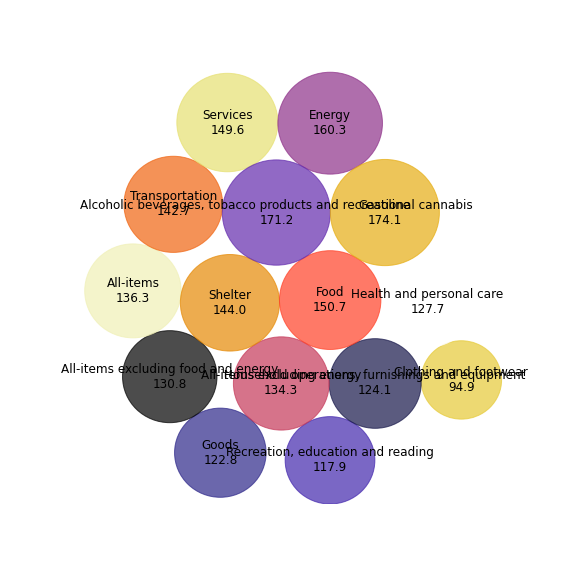 Services
149.6
Energy
160.3
Transportation
142.7
Alcoholic beverages, tobacco products and recreational cannabis
171.2
Gasoline
174.1
All-items
136.3
Shelter
144.0
Food
150.7
Health and personal care
127.7
All-items excluding food and energy
130.8
All-items excluding energy
134.3
Household operations, furnishings and equipment
124.1
Clothing and footwear
94.9
Goods
122.8
Recreation, education and reading
117.9